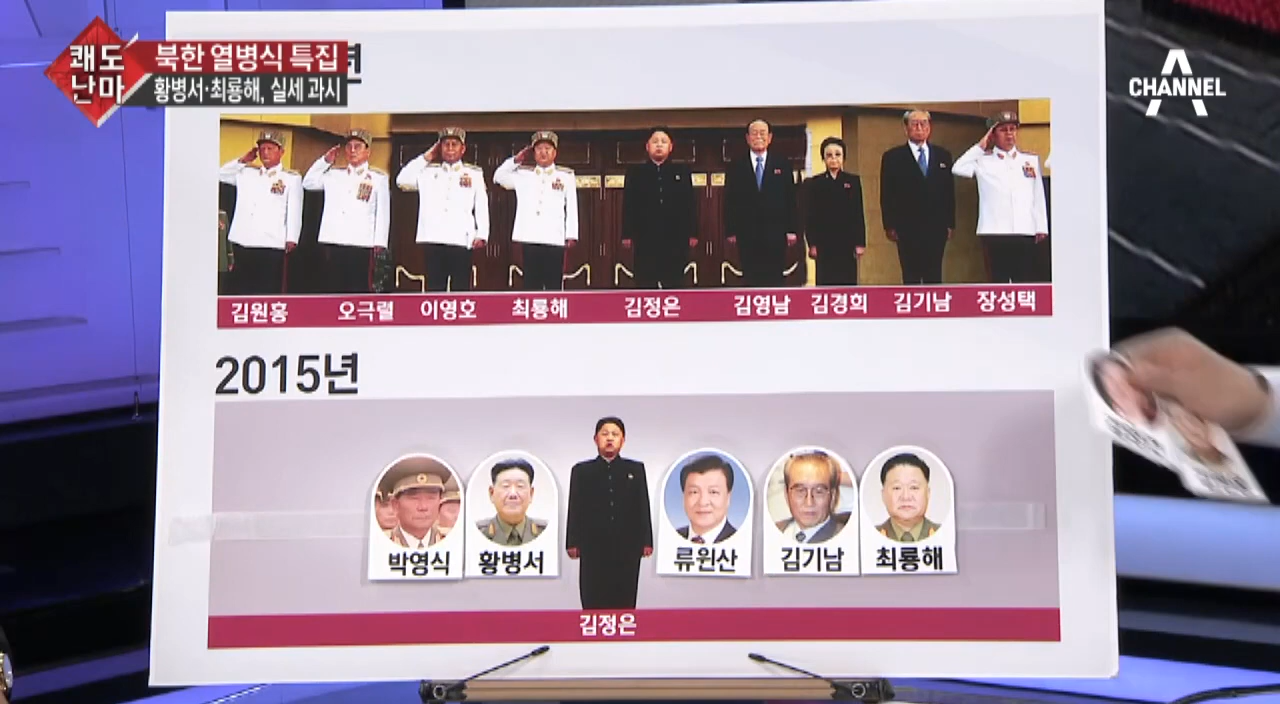 쾌도
난마
북한 열병식 특집
황병서·최룡해, 실세 과시
년
CHANNEL A
김원홍 오극렬 이영호 최룡해 김정은 김영남 김경희 김기남 장성택
2015년
박영식 황병서 류윈산 김기남 최룡해
김정은